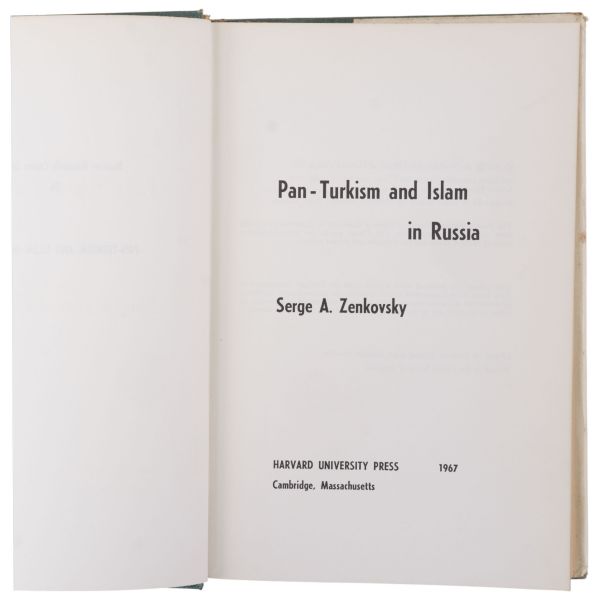 Pan-Turkism and Islam
in Russia
Serge A. Zenkovsky
HARVARD UNIVERSITY PRESS 1967
Cambridge, Massachusetts